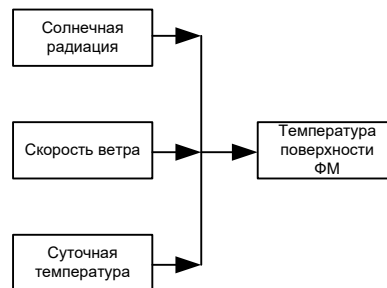 Солнечная
радиация
Скорость ветра
Температура
поверхности
ФМ
Суточная
температура